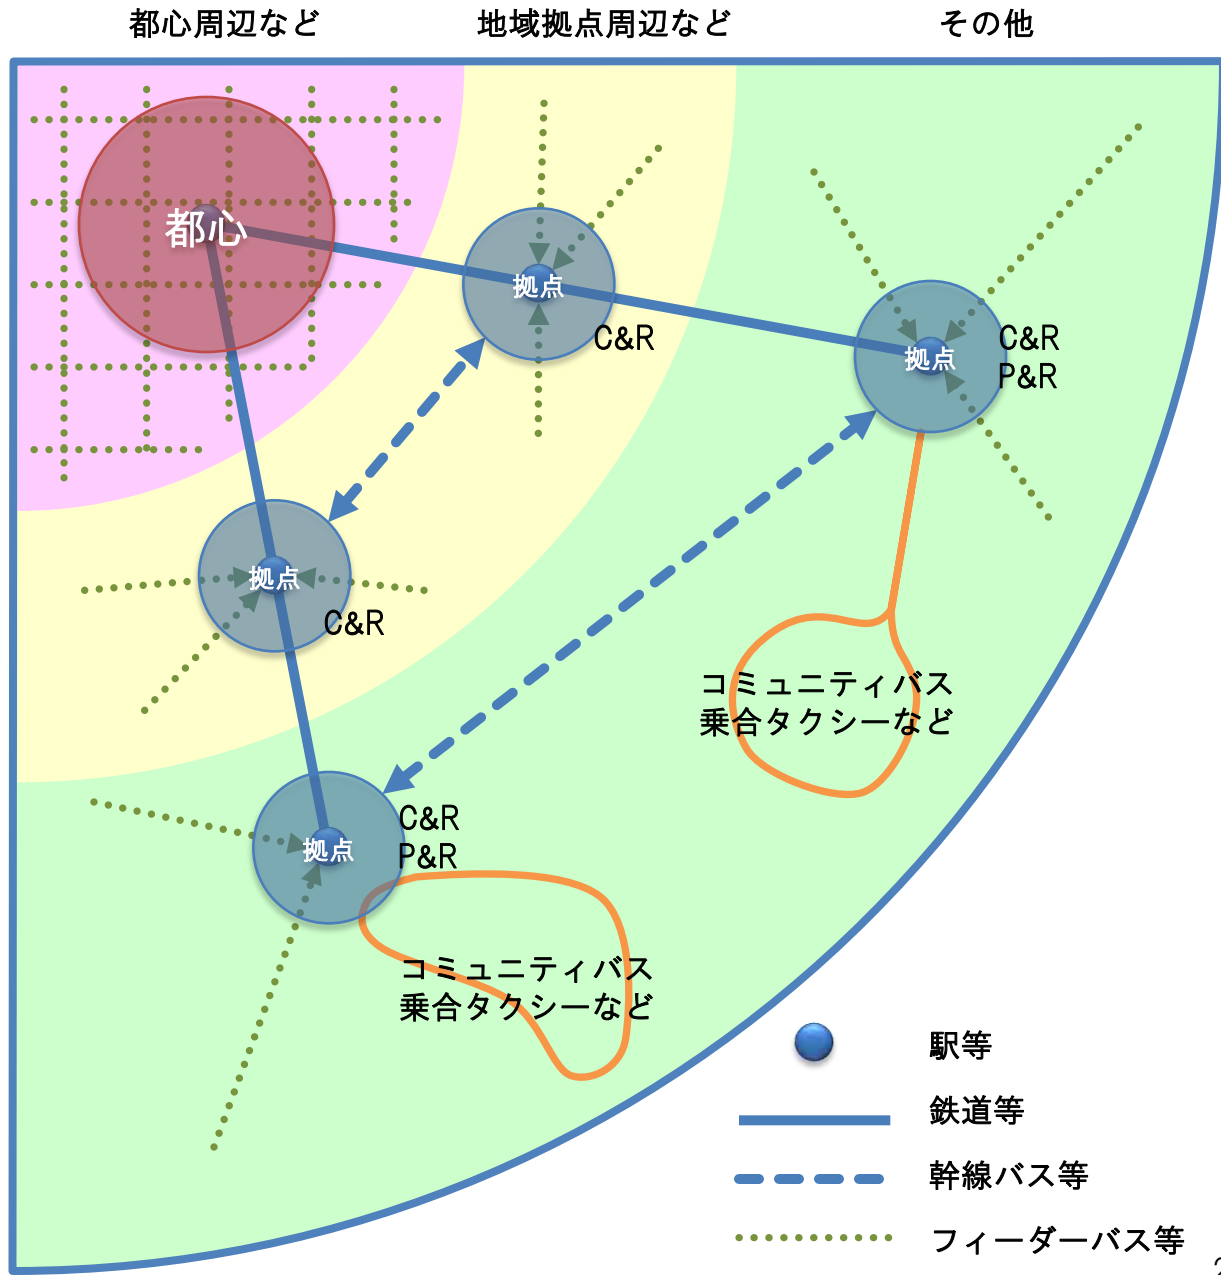 都心周辺など
地域拠点周辺など
その他
都心
拠点
C&R
拠点
C&R
P&R
拠点
C&R
コミュニティバス
乗合タクシーなど
拠点
C&R
P&R
コミュニティバス
乗合タクシーなど
駅等
鉄道等
幹線バス等
フィーダーバス等